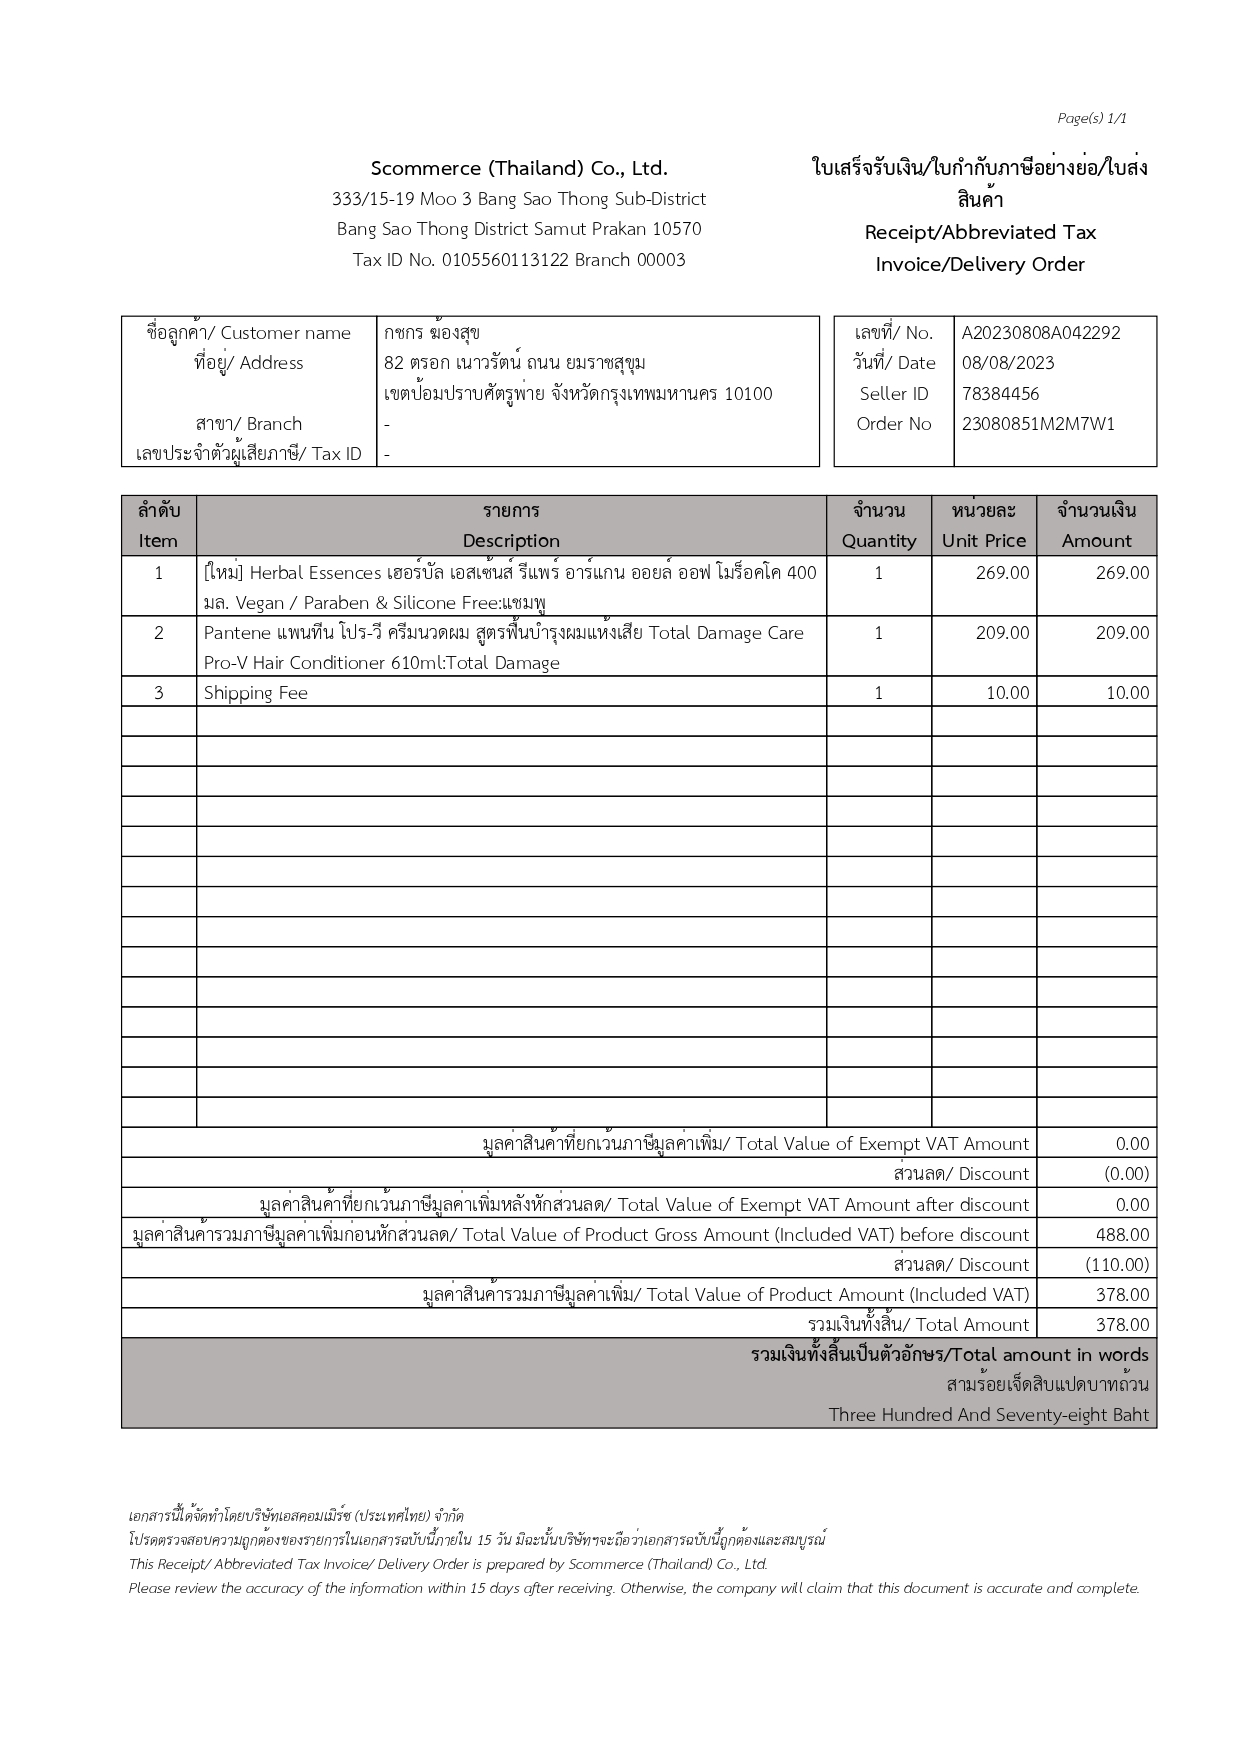 Page(s) 1/1
Scommerce (Thailand) Co., Ltd.
333/15-19 Moo 3 Bang Sao Thong Sub-District
Bang Sao Thong District Samut Prakan 10570
Tax ID No. 0105560113122 Branch 00003
ใบเสร็จรับเงิน/ใบกำกับภาษีอย่างย่อ/ใบส่ง
สินค้า
Receipt/Abbreviated Tax
Invoice/Delivery Order
ชื่อลูกค้า/ Customer name กชกร ฆ้องสุข
ที่อยู่/ Address 82 ตรอก เนาวรัตน์ ถนน ยมราชสุขุม
เขตป้อมปราบศัตรูพ่าย จังหวัดกรุงเทพมหานคร 10100
สาขา/ Branch -
เลขประจำตัวผู้เสียภาษี/ Tax ID -
เลขที่/ No. A20230808A042292
วันที่/ Date 08/08/2023
Seller ID 78384456
Order No 23080851M2M7W1
ลำดับ รายการ จำนวน หน่วยละ จำนวนเงิน
Item Description Quantity Unit Price Amount
1 [ใหม่] Herbal Essences เฮอร์บัล เอสเซ้นส์ รีแพร์ อาร์แกน ออยล์ ออฟ โมร็อคโค 400 1 269.00 269.00
มล. Vegan / Paraben & Silicone Free:แชมพู
2 Pantene แพนทีน โปร-วี ครีมนวดผม สูตรฟื้นบำรุงผมแห้งเสีย Total Damage Care 1 209.00 209.00
Pro-V Hair Conditioner 610ml:Total Damage
3 Shipping Fee 1 10.00 10.00
มูลค่าสินค้าที่ยกเว้นภาษีมูลค่าเพิ่ม/ Total Value of Exempt VAT Amount 0.00
ส่วนลด/ Discount (0.00)
มูลค่าสินค้าที่ยกเว้นภาษีมูลค่าเพิ่มหลังหักส่วนลด/ Total Value of Exempt VAT Amount after discount 0.00
มูลค่าสินค้ารวมภาษีมูลค่าเพิ่มก่อนหักส่วนลด/ Total Value of Product Gross Amount (Included VAT) before discount 488.00
ส่วนลด/ Discount (110.00)
มูลค่าสินค้ารวมภาษีมูลค่าเพิ่ม/ Total Value of Product Amount (Included VAT) 378.00
รวมเงินทั้งสิ้น/ Total Amount 378.00
รวมเงินทั้งสิ้นเป็นตัวอักษร/Total amount in words
สามร้อยเจ็ดสิบแปดบาทถ้วน
Three Hundred And Seventy-eight Baht
เอกสารนี้ได้จัดทำโดยบริษัทเอสคอมเมิร์ซ (ประเทศไทย) จำกัด
โปรดตรวจสอบความถูกต้องของรายการในเอกสารฉบับนี้ภายใน 15 วัน มิฉะนั้นบริษัทฯจะถือว่าเอกสารฉบับนี้ถูกต้องและสมบูรณ์
This Receipt/ Abbreviated Tax Invoice/ Delivery Order is prepared by Scommerce (Thailand) Co., Ltd.
Please review the accuracy of the information within 15 days after receiving. Otherwise, the company will claim that this document is accurate and complete.